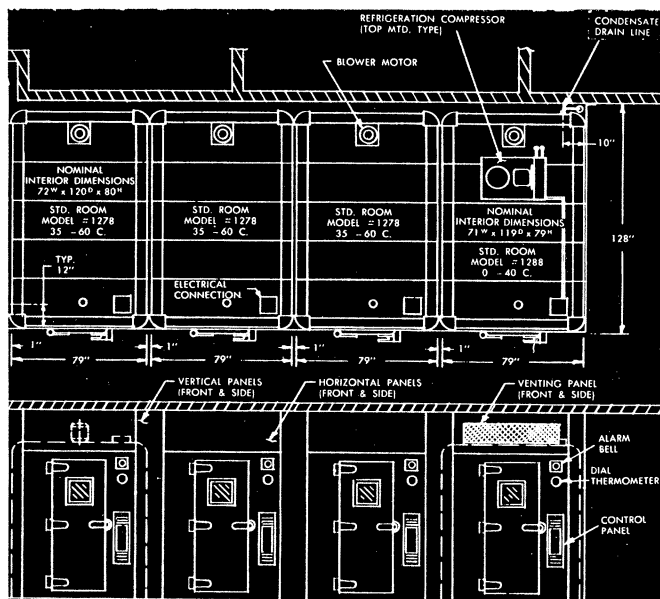 REFRIGERATION COMPRESSOR
(TOP MTD. TYPE)
CONDENSATE
DRAIN LINE
BLOWER MOTOR
10"
NOMINAL
INTERIOR DIMENSIONS
72W x 120D x 80H
STD. ROOM
MODEL =1278
35 -60 C.
STD. ROOM
MODEL =1278
35 -60 C.
STD. ROOM
MODEL =1278
35 -60 C.
NOMINAL
INTERIOR DIMENSIONS
71W x 119D x 79H
STD. ROOM
MODEL =1288
0 -40 C.
128"
TYP.
12"
ELECTRICAL
CONNECTION
1"
1"
1"
1"
79"
79"
79"
79"
VERTICAL PANELS
(FRONT & SIDE)
HORIZONTAL PANELS
(FRONT & SIDE)
VENTING PANEL
(FRONT & SIDE)
ALARM
BELL
DIAL
THERMOMETER
CONTROL
PANEL